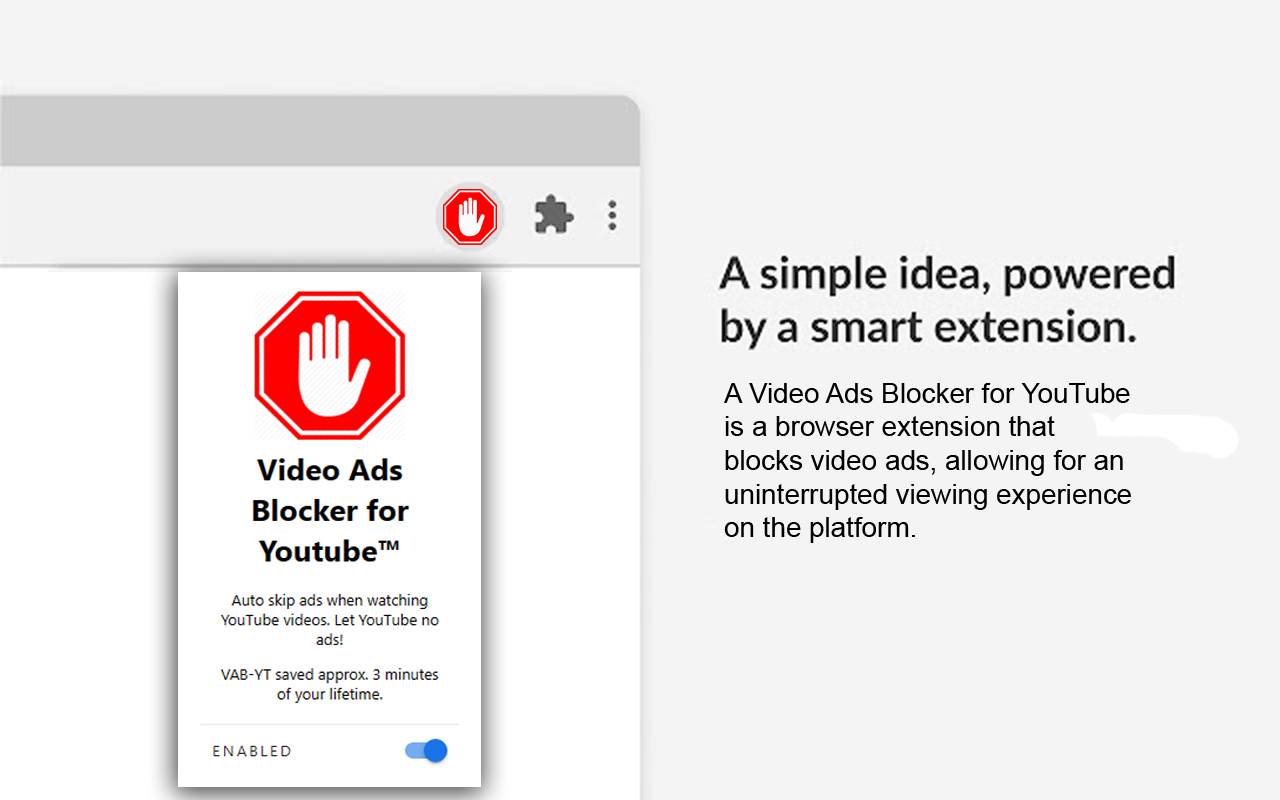 Video Ads
Blocker for
Youtube™
Auto skip ads when watching
YouTube videos. Let YouTube no
ads!
VAB-YT saved approx. 3 minutes
of your lifetime.
ENABLED
A simple idea, powered
by a smart extension.
A Video Ads Blocker for YouTube
is a browser extension that
blocks video ads, allowing for an
uninterrupted viewing experience
on the platform.